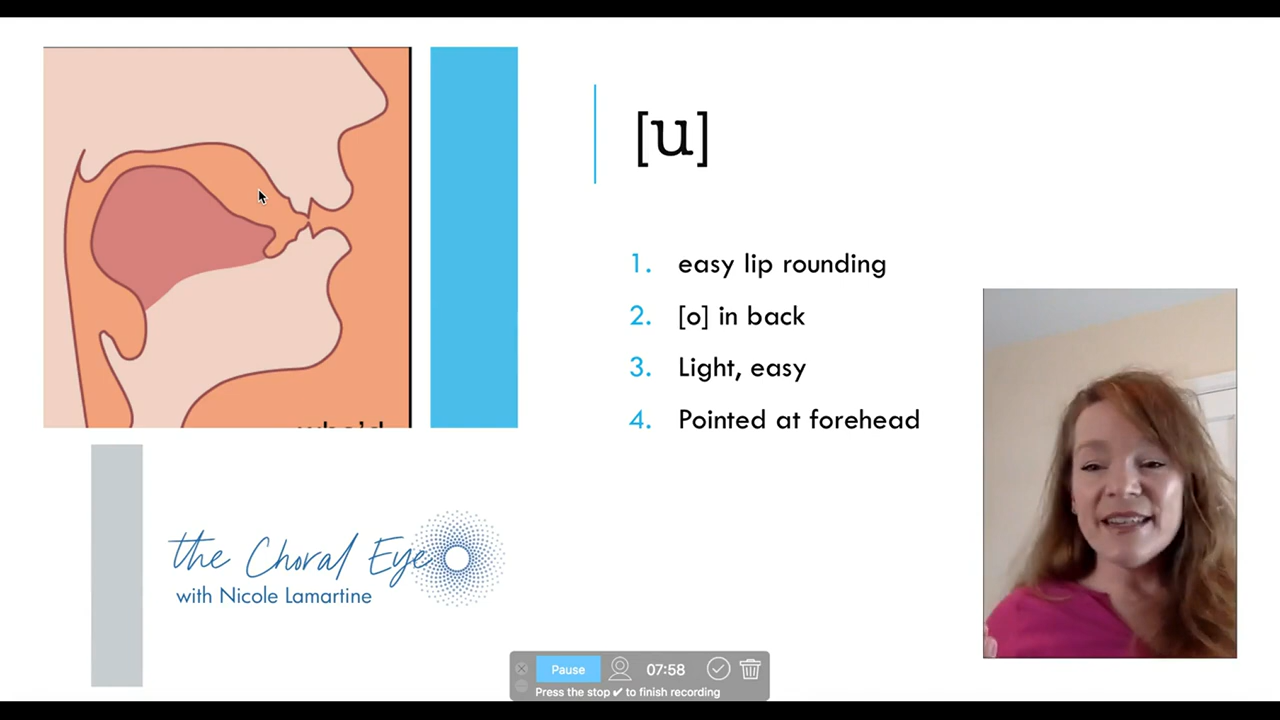 [u]
1. easy lip rounding
2. [o] in back
3. Light, easy
4. Pointed at forehead
the Choral Eye
with Nicole Lamartine
Pause
07:58
Press the stop ✔ to finish recording